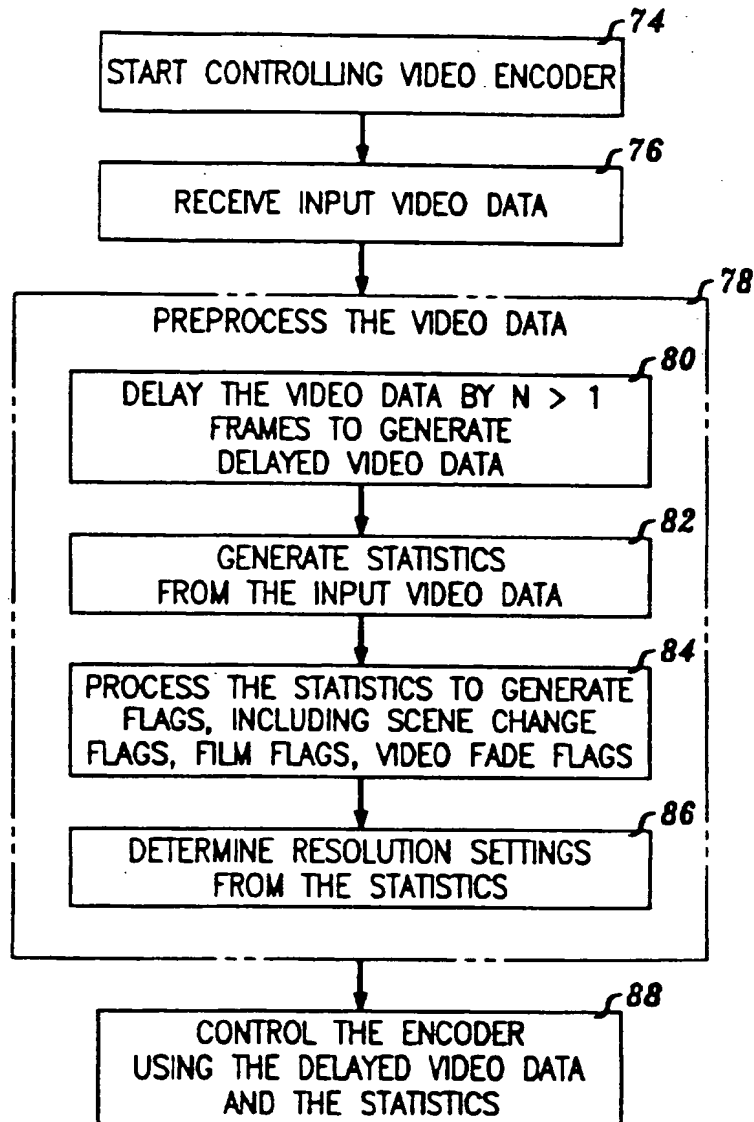 74
START CONTROLLING VIDEO ENCODER
76
RECEIVE INPUT VIDEO DATA
78
PREPROCESS THE VIDEO DATA
80
DELAY THE VIDEO DATA BY N > 1
FRAMES TO GENERATE
DELAYED VIDEO DATA
82
GENERATE STATISTICS
FROM THE INPUT VIDEO DATA
84
PROCESS THE STATISTICS TO GENERATE
FLAGS, INCLUDING SCENE CHANGE
FLAGS, FILM FLAGS, VIDEO FADE FLAGS
86
DETERMINE RESOLUTION SETTINGS
FROM THE STATISTICS
88
CONTROL THE ENCODER
USING THE DELAYED VIDEO DATA
AND THE STATISTICS